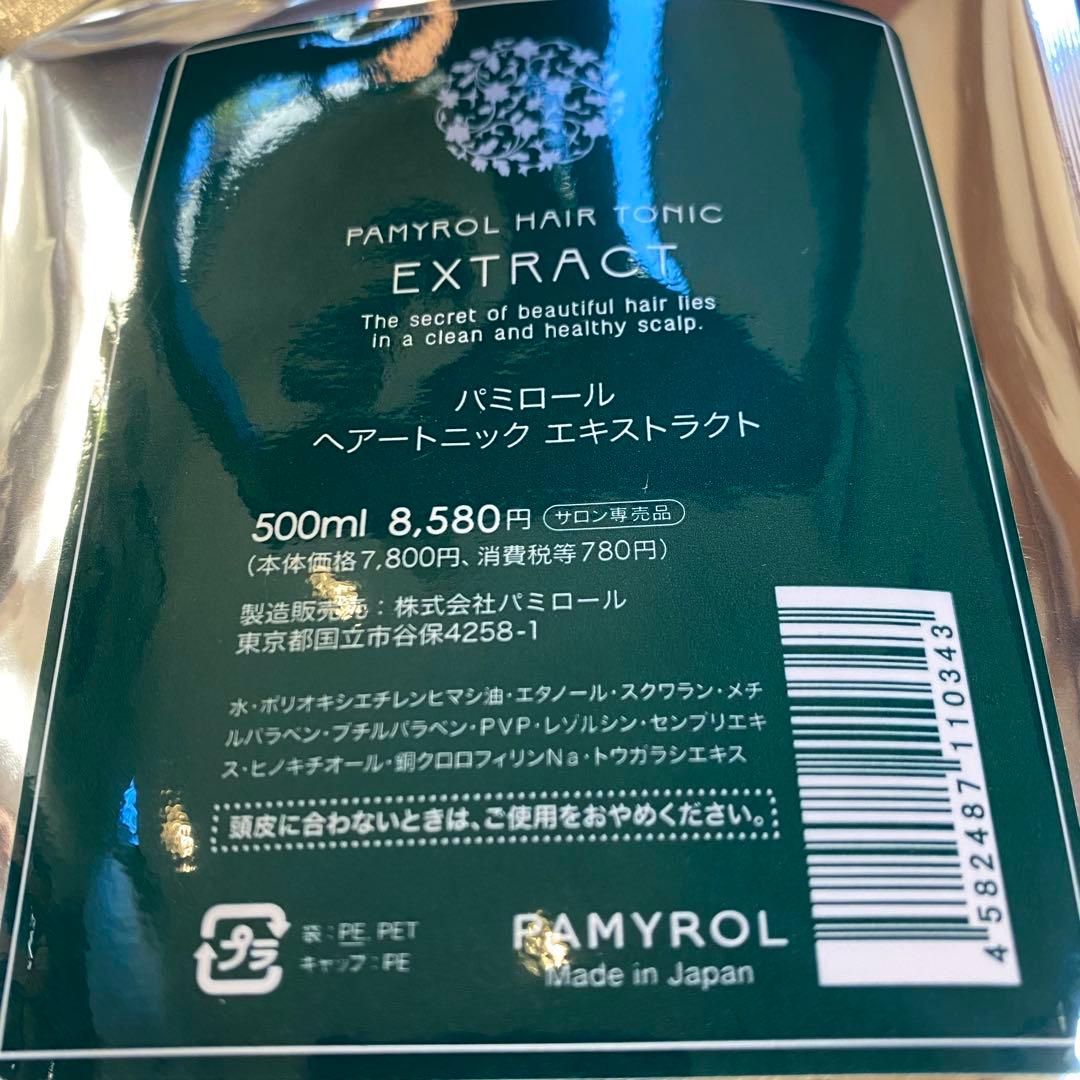 PAMYROL HAIR TONIC
EXTRACT
The secret of beautiful hair lies
in a clean and healthy scalp.
パミロール
ヘアートニック エキストラクト
500ml 8,580円 サロン専売品
(本体価格7,800円、消費税等780円)
製造販売元：株式会社パミロール
東京都国立市谷保4258-1
水・ポリオキシエチレンヒマシ油・エタノール・スクワラン・メチ
ルパラベン・ブチルパラベン・PVP・レゾルシン・センブリエキ
ス・ヒノキチオール・銅クロロフィリンNa・トウガラシエキス
頭皮に合わないときは、ご使用をおやめください。
プラ
袋：PE, PET
キャップ：PE
PAMYROL
Made in Japan
4582487110343